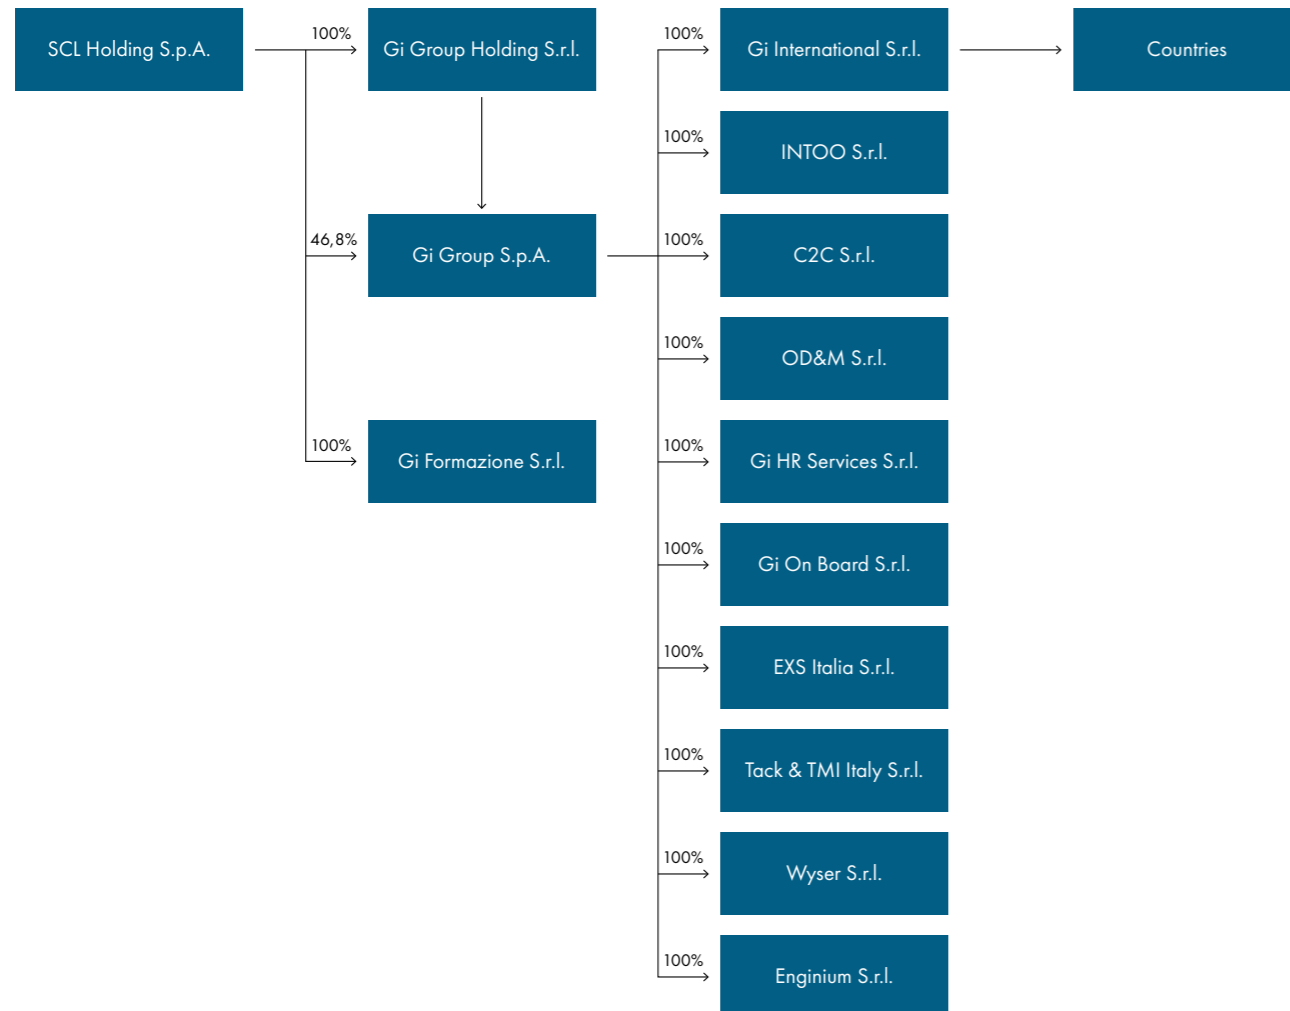 SCL Holding S.p.A.
100%
Gi Group Holding S.r.l.
100%
Gi International S.r.l.
Countries
100%
INTOO S.r.l.
46,8%
Gi Group S.p.A.
100%
C2C S.r.l.
100%
OD&M S.r.l.
100%
Gi Formazione S.r.l.
100%
Gi HR Services S.r.l.
100%
Gi On Board S.r.l.
100%
EXS Italia S.r.l.
100%
Tack & TMI Italy S.r.l.
100%
Wyser S.r.l.
100%
Enginium S.r.l.